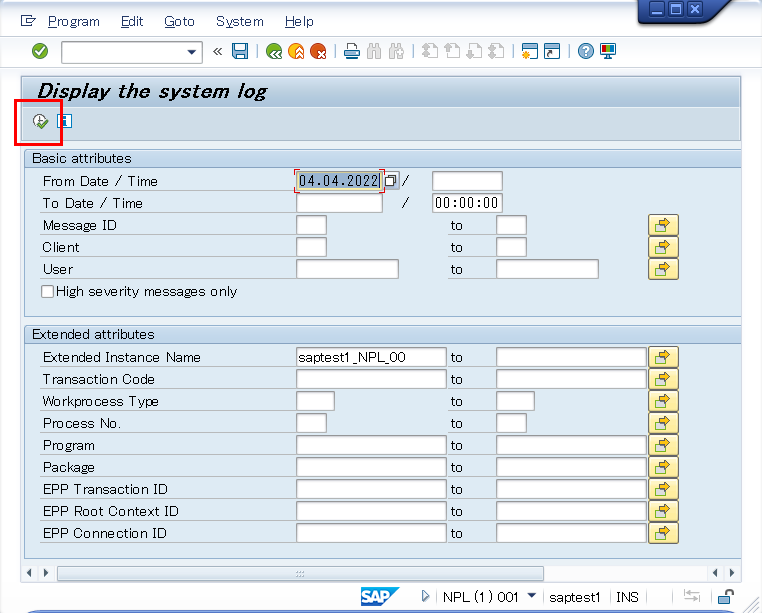 Program Edit Goto System Help
Display the system log
Basic attributes
From Date / Time 04.04.2022 /
To Date / Time / 00:00:00
Message ID to
Client to
User to
High severity messages only
Extended attributes
Extended Instance Name saptest1_NPL_00 to
Transaction Code to
Workprocess Type to
Process No. to
Program to
Package to
EPP Transaction ID to
EPP Root Context ID to
EPP Connection ID to
SAP NPL (1) 001 saptest1 INS